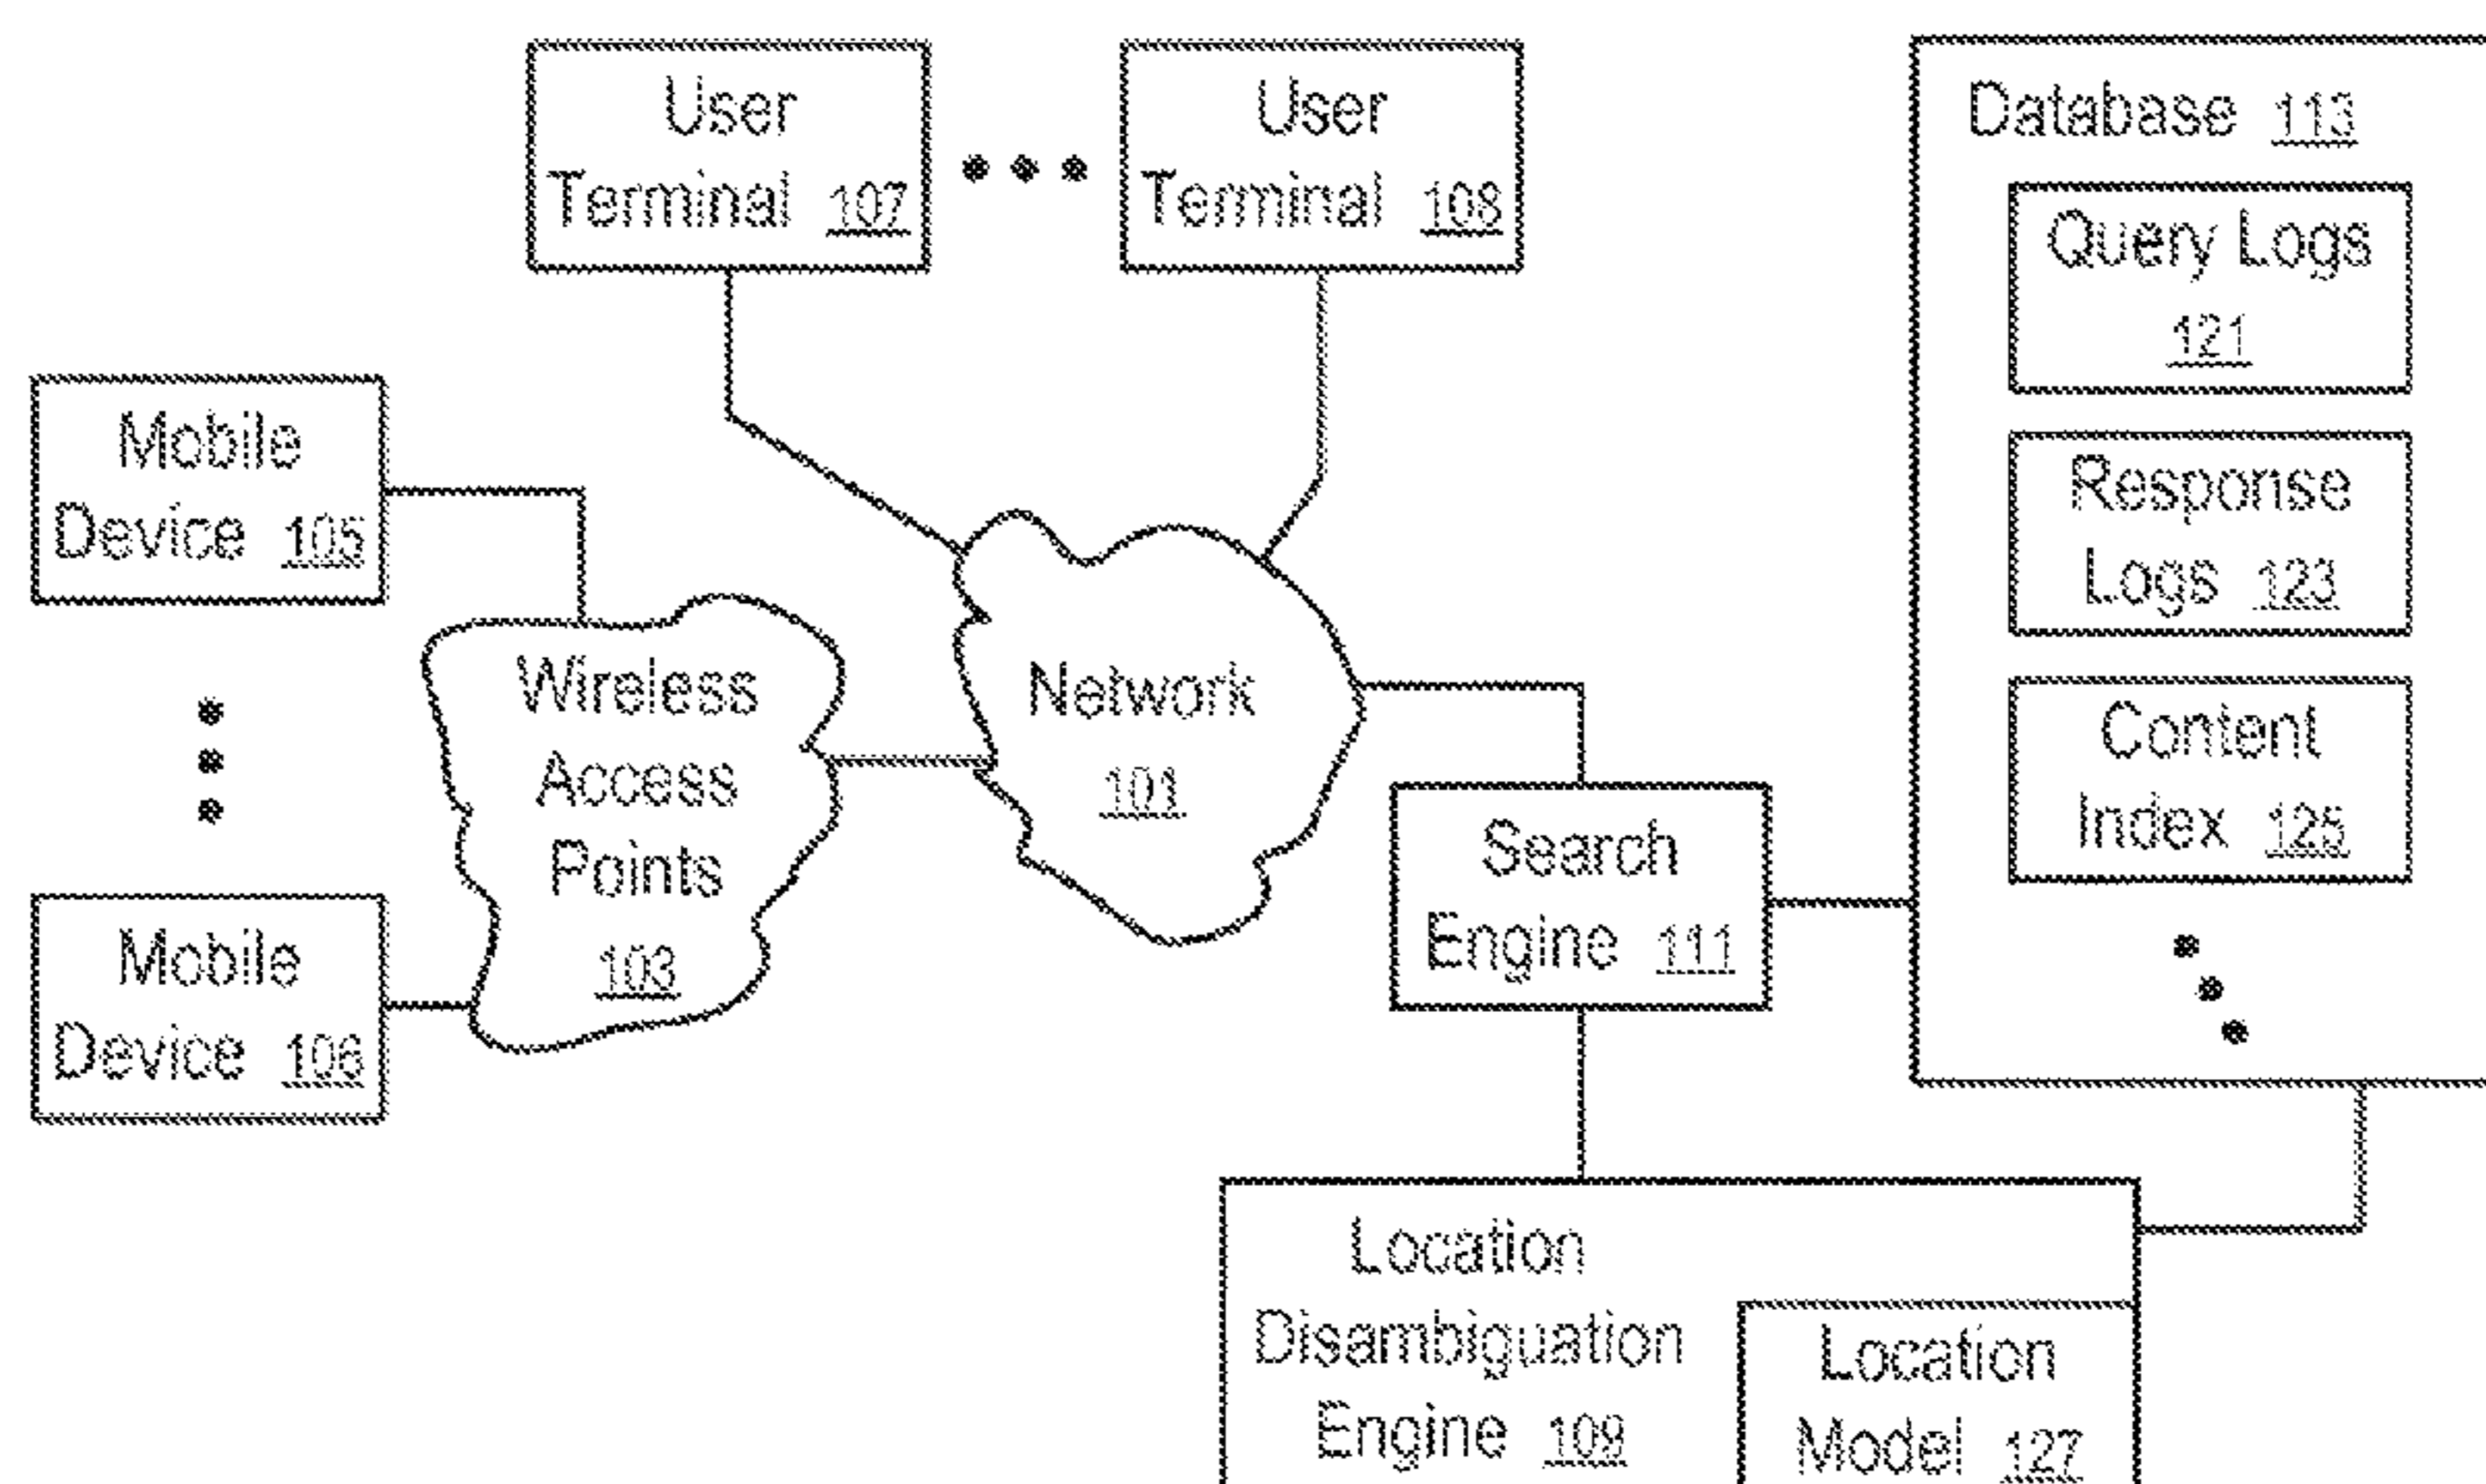 User
Terminal 107
User
Terminal 108
Database 113
Query Logs
121
Response
Logs 123
Content
Index 125
Mobile
Device 105
Wireless
Access
Points
103
Network
101
Mobile
Device 106
Search
Engine 111
Location
Disambiguation
Engine 109
Location
Model 127